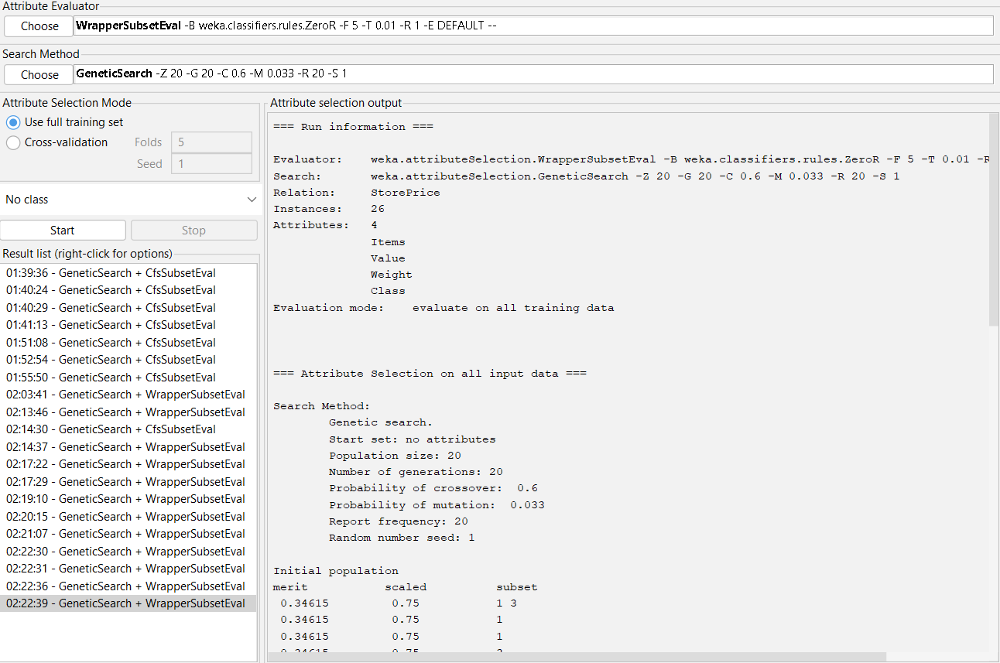 Attribute Evaluator
Choose WrapperSubsetEval -B weka.classifiers.rules.ZeroR -F 5 -T 0.01 -R 1 -E DEFAULT --
Search Method
Choose GeneticSearch -Z 20 -G 20 -C 0.6 -M 0.033 -R 20 -S 1
Attribute Selection Mode
Use full training set
Cross-validation Folds 5
Seed 1
No class
Start Stop
Result list (right-click for options)
01:39:36 - GeneticSearch + CfsSubsetEval
01:40:24 - GeneticSearch + CfsSubsetEval
01:40:29 - GeneticSearch + CfsSubsetEval
01:41:13 - GeneticSearch + CfsSubsetEval
01:51:08 - GeneticSearch + CfsSubsetEval
01:52:54 - GeneticSearch + CfsSubsetEval
01:55:50 - GeneticSearch + CfsSubsetEval
02:03:41 - GeneticSearch + WrapperSubsetEval
02:13:46 - GeneticSearch + WrapperSubsetEval
02:14:30 - GeneticSearch + CfsSubsetEval
02:14:37 - GeneticSearch + WrapperSubsetEval
02:17:22 - GeneticSearch + WrapperSubsetEval
02:17:29 - GeneticSearch + WrapperSubsetEval
02:19:10 - GeneticSearch + WrapperSubsetEval
02:20:15 - GeneticSearch + WrapperSubsetEval
02:21:07 - GeneticSearch + WrapperSubsetEval
02:22:30 - GeneticSearch + WrapperSubsetEval
02:22:31 - GeneticSearch + WrapperSubsetEval
02:22:36 - GeneticSearch + WrapperSubsetEval
02:22:39 - GeneticSearch + WrapperSubsetEval
Attribute selection output
=== Run information ===
Evaluator: weka.attributeSelection.WrapperSubsetEval -B weka.classifiers.rules.ZeroR -F 5 -T 0.01 -R
Search: weka.attributeSelection.GeneticSearch -Z 20 -G 20 -C 0.6 -M 0.033 -R 20 -S 1
Relation: StorePrice
Instances: 26
Attributes: 4
Items
Value
Weight
Class
Evaluation mode: evaluate on all training data
=== Attribute Selection on all input data ===
Search Method:
Genetic search.
Start set: no attributes
Population size: 20
Number of generations: 20
Probability of crossover: 0.6
Probability of mutation: 0.033
Report frequency: 20
Random number seed: 1
Initial population
merit scaled subset
0.34615 0.75 1 3
0.34615 0.75 1
0.34615 0.75 1